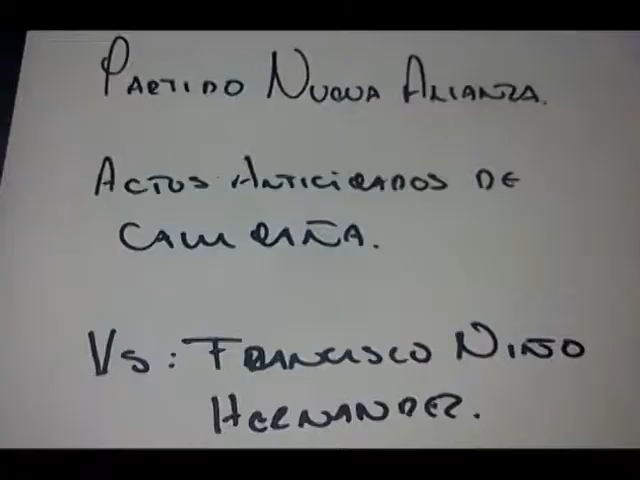 PARTIDO NUEVA ALIANZA.
ACTOS ANTICIPADOS DE
CAMPAÑA.
VS: FRANCISCO NIÑO
HERNANDEZ.